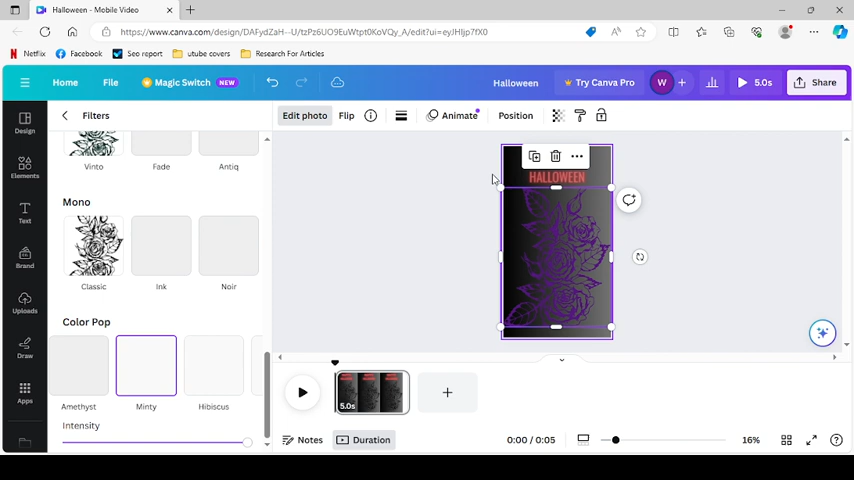 Halloween - Mobile Video
https://www.canva.com/design/DAFydZaH--U/tzPz6UO9EuWtpt0KoVQy_A/edit?ui=eyJHIjp7fX0
Netflix
Facebook
Seo report
utube covers
Research For Articles
Home
File
Magic Switch
NEW
Halloween
Try Canva Pro
W
5.0s
Share
Design
Elements
Text
Brand
Uploads
Draw
Apps
Filters
Edit photo
Flip
Animate
Position
Vinto
Fade
Antiq
Mono
Classic
Ink
Noir
Color Pop
Amethyst
Minty
Hibiscus
Intensity
HALLOWEEN
5.0s
Notes
Duration
0:00 / 0:05
16%